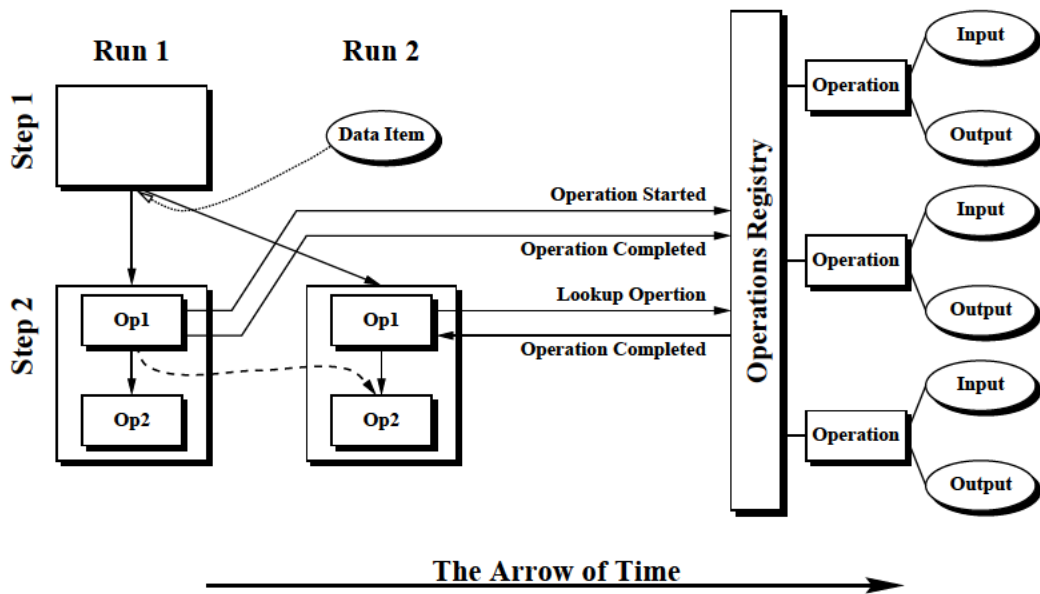 Run 1
Run 2
Step 1
Data Item
Operation Started
Operation Completed
Step 2
Op1
Op2
Op1
Op2
Lookup Opertion
Operation Completed
Operations Registry
Operation
Input
Output
Operation
Input
Output
Operation
Input
Output
The Arrow of Time